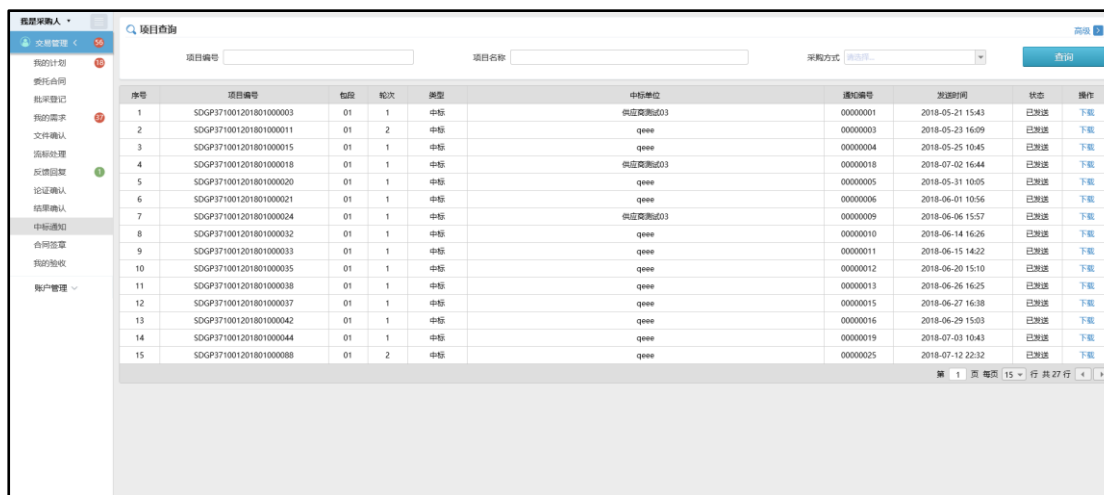 我是采购人
交易管理 56
我的计划 18
委托合同
批采登记
我的需求 37
文件确认
流标处理
反馈回复 1
论证确认
结果确认
中标通知
合同签章
我的验收
账户管理
项目查询 高级
项目编号 项目名称 采购方式 请选择... 查询
序号 项目编号 包段 轮次 类型 中标单位 通知编号 发送时间 状态 操作
1 SDGP371001201801000003 01 1 中标 供应商测试03 00000001 2018-05-21 15:43 已发送 下载
2 SDGP371001201801000011 01 2 中标 qeee 00000003 2018-05-23 16:09 已发送 下载
3 SDGP371001201801000015 01 1 中标 qeee 00000004 2018-05-25 10:45 已发送 下载
4 SDGP371001201801000018 01 1 中标 供应商测试03 00000018 2018-07-02 16:44 已发送 下载
5 SDGP371001201801000020 01 1 中标 qeee 00000005 2018-05-31 10:05 已发送 下载
6 SDGP371001201801000021 01 1 中标 qeee 00000006 2018-06-01 10:56 已发送 下载
7 SDGP371001201801000024 01 1 中标 供应商测试03 00000009 2018-06-06 15:57 已发送 下载
8 SDGP371001201801000032 01 1 中标 qeee 00000010 2018-06-14 16:26 已发送 下载
9 SDGP371001201801000033 01 1 中标 qeee 00000011 2018-06-15 14:22 已发送 下载
10 SDGP371001201801000035 01 1 中标 qeee 00000012 2018-06-20 15:10 已发送 下载
11 SDGP371001201801000038 01 1 中标 qeee 00000013 2018-06-26 16:25 已发送 下载
12 SDGP371001201801000037 01 1 中标 qeee 00000015 2018-06-27 16:38 已发送 下载
13 SDGP371001201801000042 01 1 中标 qeee 00000016 2018-06-29 15:03 已发送 下载
14 SDGP371001201801000044 01 1 中标 qeee 00000019 2018-07-03 10:43 已发送 下载
15 SDGP371001201801000088 01 2 中标 qeee 00000025 2018-07-12 22:32 已发送 下载
第 1 页 每页 15 行 共 27 行